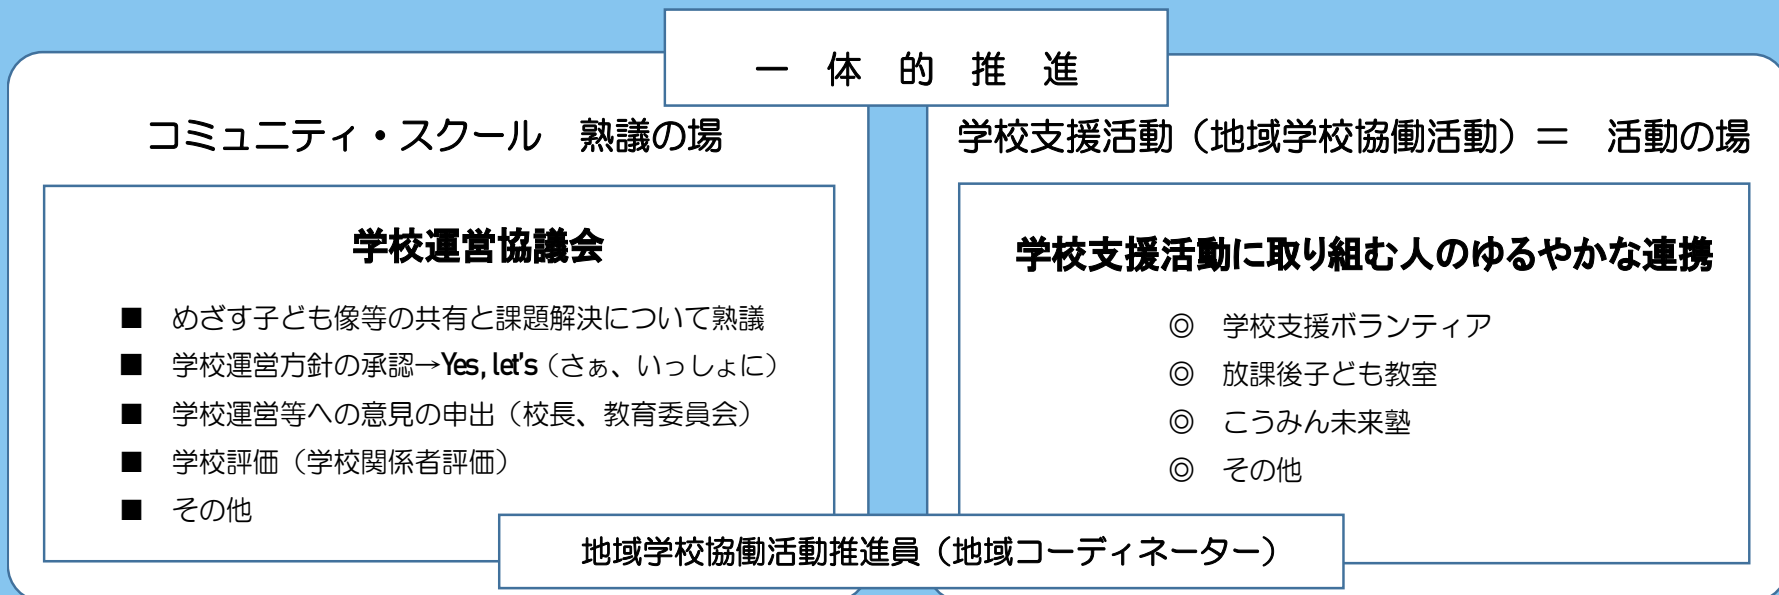 一体的推進
コミュニティ・スクール　熟議の場
学校運営協議会
■　めざす子ども像等の共有と課題解決について熟議
■　学校運営方針の承認→Yes, let's（さぁ、いっしょに）
■　学校運営等への意見の申出（校長、教育委員会）
■　学校評価（学校関係者評価）
■　その他
学校支援活動（地域学校協働活動）＝　活動の場
学校支援活動に取り組む人のゆるやかな連携
◎　学校支援ボランティア
◎　放課後子ども教室
◎　こうみん未来塾
◎　その他
地域学校協働活動推進員（地域コーディネーター）